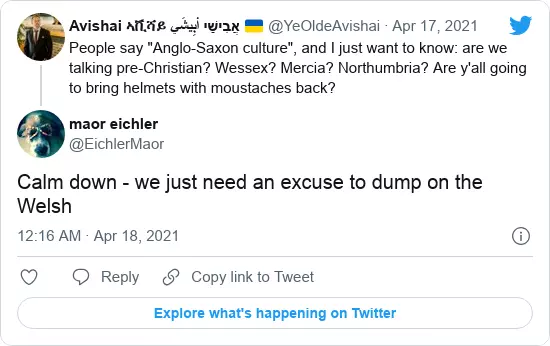 Avishai አቪሻይ أَبِيشَي אֲבִישַׁי 🇺🇦 @YeOldeAvishai · Apr 17, 2021
People say "Anglo-Saxon culture", and I just want to know: are we
talking pre-Christian? Wessex? Mercia? Northumbria? Are y'all going
to bring helmets with moustaches back?
maor eichler
@EichlerMaor
Calm down - we just need an excuse to dump on the
Welsh
12:16 AM · Apr 18, 2021
Reply
Copy link to Tweet
Explore what's happening on Twitter